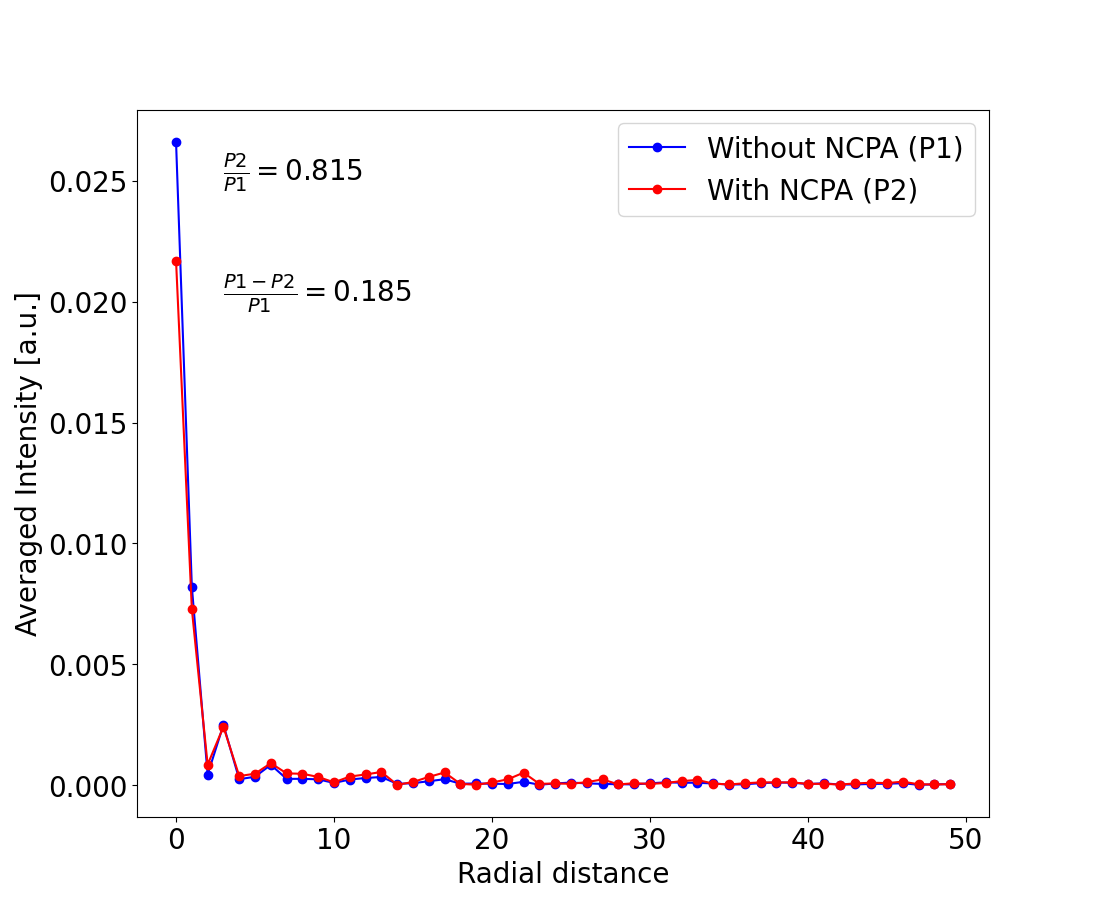 Without NCPA (P1)
With NCPA (P2)
P2/P1 = 0.815
P1 − P2/P1 = 0.185
Averaged Intensity [a.u.]
0.025
0.020
0.015
0.010
0.005
0.000
0 10 20 30 40 50
Radial distance